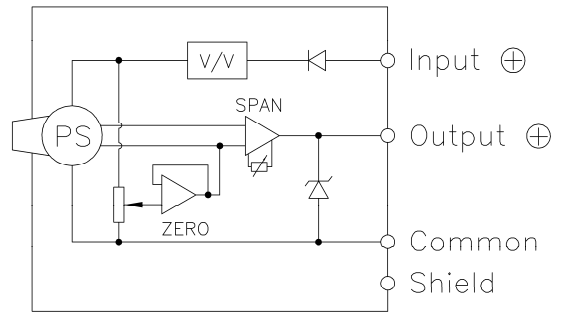 V/V
Input ⊕
SPAN
PS
Output ⊕
ZERO
Common
Shield